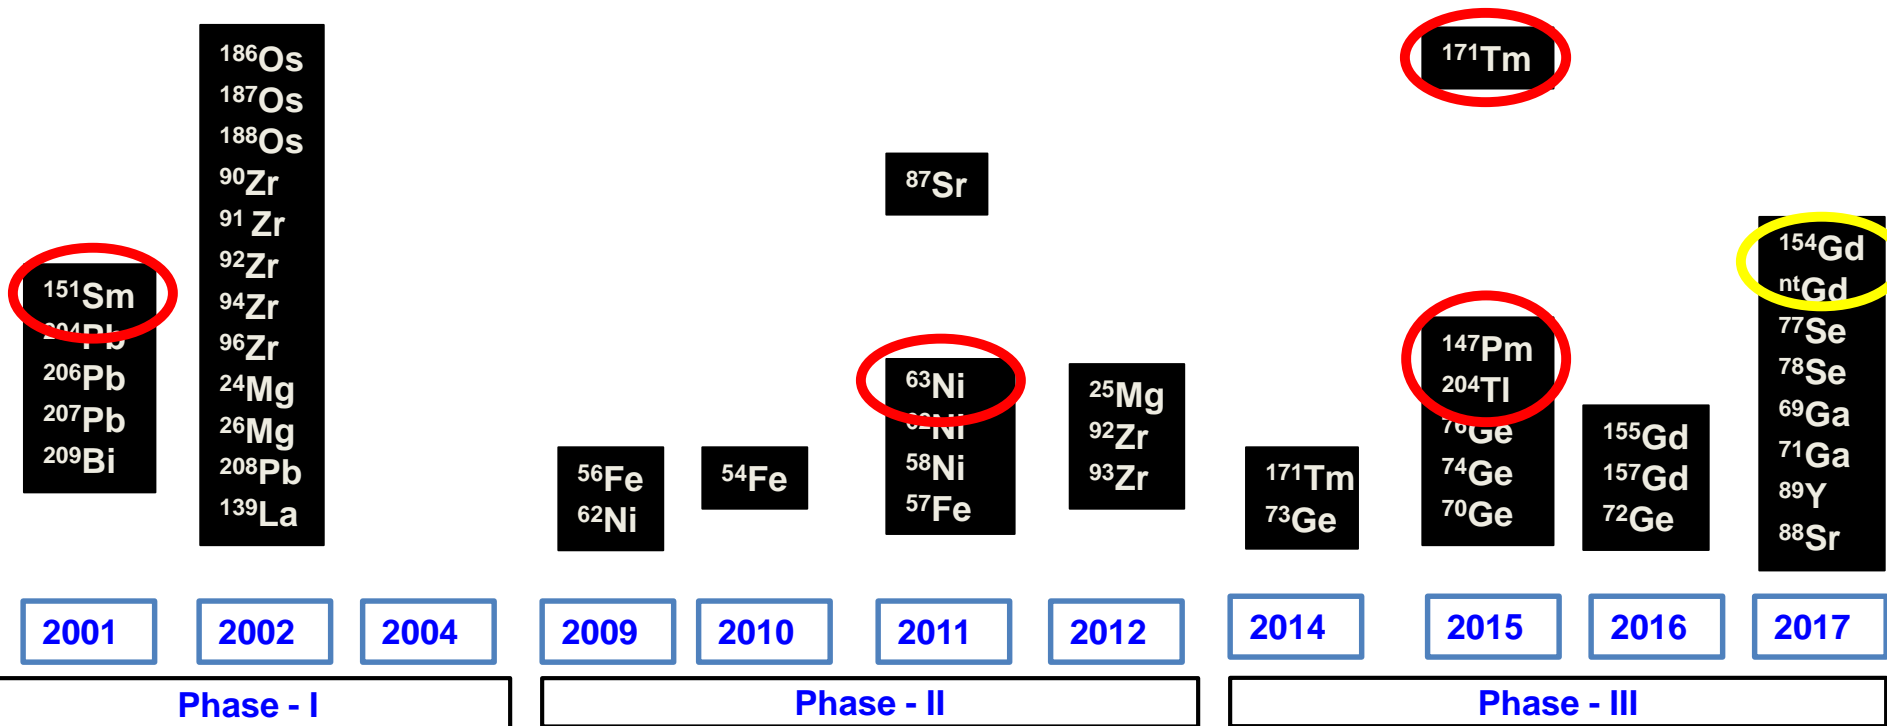 151Sm
204Pb
206Pb
207Pb
209Bi
186Os
187Os
188Os
90Zr
91 Zr
92Zr
94Zr
96Zr
24Mg
26Mg
208Pb
139La
56Fe
62Ni
54Fe
87Sr
63Ni
62Ni
58Ni
57Fe
25Mg
92Zr
93Zr
171Tm
73Ge
171Tm
147Pm
204Tl
76Ge
74Ge
70Ge
155Gd
157Gd
72Ge
154Gd
ntGd
77Se
78Se
69Ga
71Ga
89Y
88Sr
2001
2002
2004
2009
2010
2011
2012
2014
2015
2016
2017
Phase - I
Phase - II
Phase - III